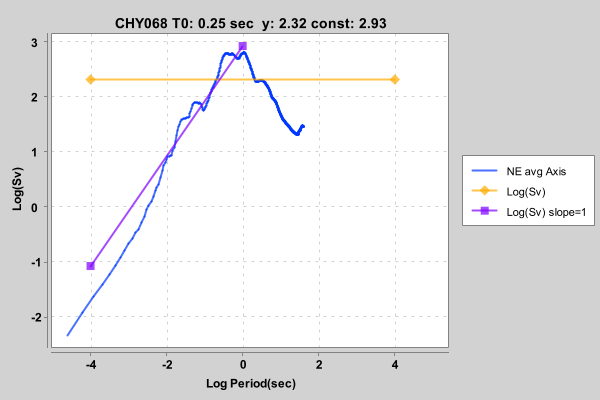 CHY068 T0: 0.25 sec y: 2.32 const: 2.93
3
2
1
0
-1
-2
Log(Sv)
-4
-2
0
2
4
Log Period(sec)
NE avg Axis
Log(Sv)
Log(Sv) slope=1